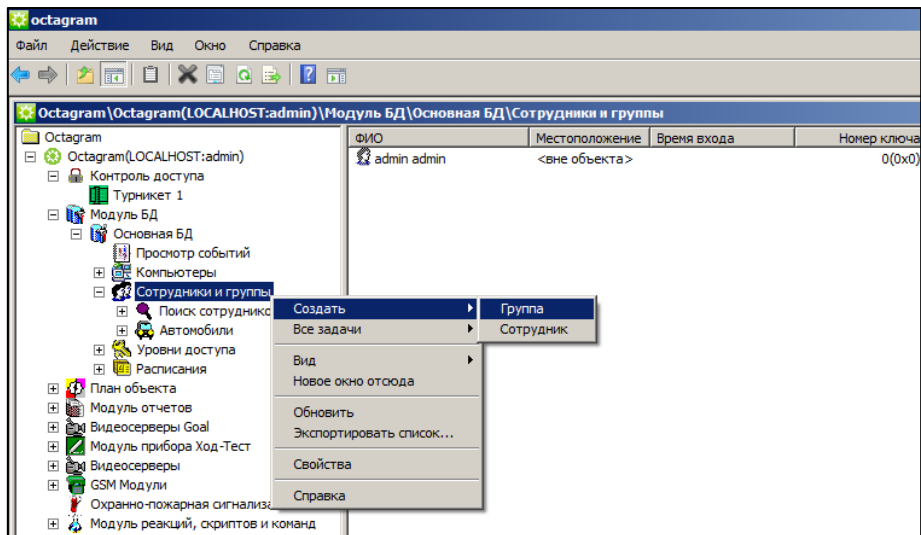 octagram
Файл Действие Вид Окно Справка
Octagram\Octagram(LOCALHOST:admin)\Модуль БД\Основная БД\Сотрудники и группы
Octagram
Octagram(LOCALHOST:admin)
Контроль доступа
Турникет 1
Модуль БД
Основная БД
Просмотр событий
Компьютеры
Сотрудники и группы
Поиск сотруднико
Автомобили
Уровни доступа
Расписания
План объекта
Модуль отчетов
Видеосерверы Goal
Модуль прибора Ход-Тест
Видеосерверы
GSM Модули
Охранно-пожарная сигнализа
Модуль реакций, скриптов и команд
ФИО Местоположение Время входа Номер ключа
admin admin <вне объекта> 0(0x0)
Создать
Все задачи
Вид
Новое окно отсюда
Обновить
Экспортировать список...
Свойства
Справка
Группа
Сотрудник